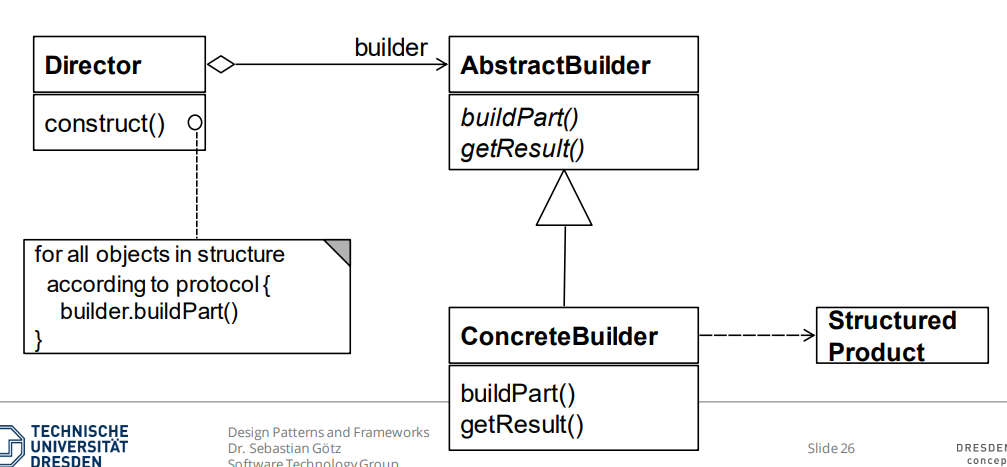 builder
Director
construct()
AbstractBuilder
buildPart()
getResult()
for all objects in structure
according to protocol {
builder.buildPart()
}
ConcreteBuilder
buildPart()
getResult()
Structured
Product
TECHNISCHE
UNIVERSITÄT
DRESDEN
Design Patterns and Frameworks
Dr. Sebastian Götz
Software Technology Group
Slide 26
DRESDEN
concep